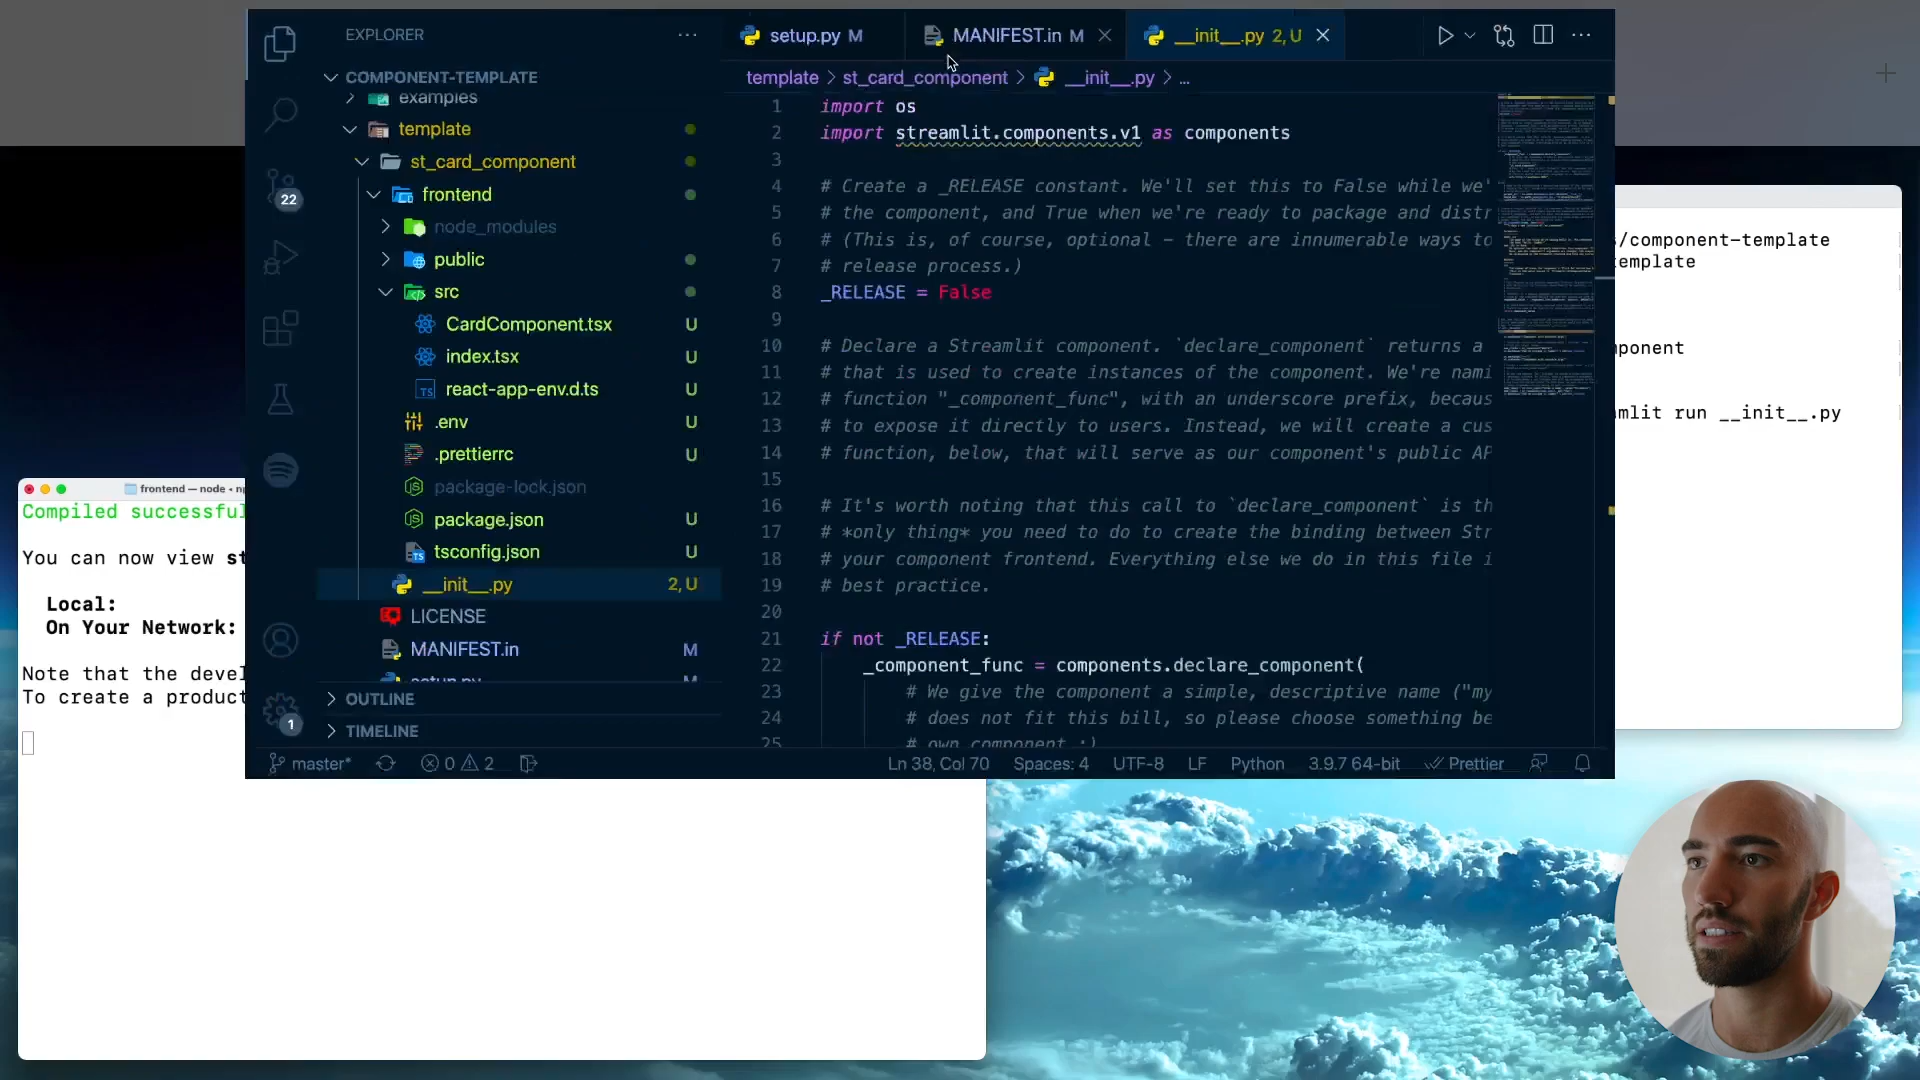 EXPLORER
COMPONENT-TEMPLATE
examples
template
st_card_component
frontend
node_modules
public
src
CardComponent.tsx U
index.tsx U
react-app-env.d.ts U
.env U
.prettierrc U
package-lock.json
package.json U
tsconfig.json U
__init__.py 2, U
LICENSE
MANIFEST.in M
setup.py M
OUTLINE
TIMELINE
22
1
setup.py M
MANIFEST.in M
__init__.py 2, U
template > st_card_component > __init__.py > ...
1 import os
2 import streamlit.components.v1 as components
3
4 # Create a _RELEASE constant. We'll set this to False while we'
5 # the component, and True when we're ready to package and distr
6 # (This is, of course, optional – there are innumerable ways to
7 # release process.)
8 _RELEASE = False
9
10 # Declare a Streamlit component. `declare_component` returns a
11 # that is used to create instances of the component. We're nami
12 # function "_component_func", with an underscore prefix, becaus
13 # to expose it directly to users. Instead, we will create a cus
14 # function, below, that will serve as our component's public AP
15
16 # It's worth noting that this call to `declare_component` is th
17 # *only thing* you need to do to create the binding between Str
18 # your component frontend. Everything else we do in this file i
19 # best practice.
20
21 if not _RELEASE:
22 _component_func = components.declare_component(
23 # We give the component a simple, descriptive name ("my
24 # does not fit this bill, so please choose something be
25 # own component :)
master* 0 2
Ln 38, Col 70 Spaces: 4 UTF-8 LF Python 3.9.7 64-bit Prettier
frontend — node ◂ np
Compiled successful
You can now view st
Local:
On Your Network:
Note that the devel
To create a product
s/component-template
emplate
ponent
mlit run __init__.py